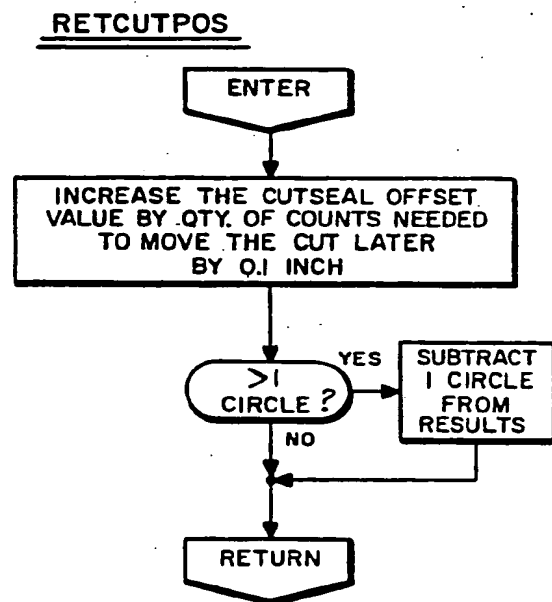 RETCUTPOS
ENTER
INCREASE THE CUTSEAL OFFSET
VALUE BY QTY. OF COUNTS NEEDED
TO MOVE THE CUT LATER
BY 0.1 INCH
>1
CIRCLE?
YES
SUBTRACT
1 CIRCLE
FROM
RESULTS
NO
RETURN